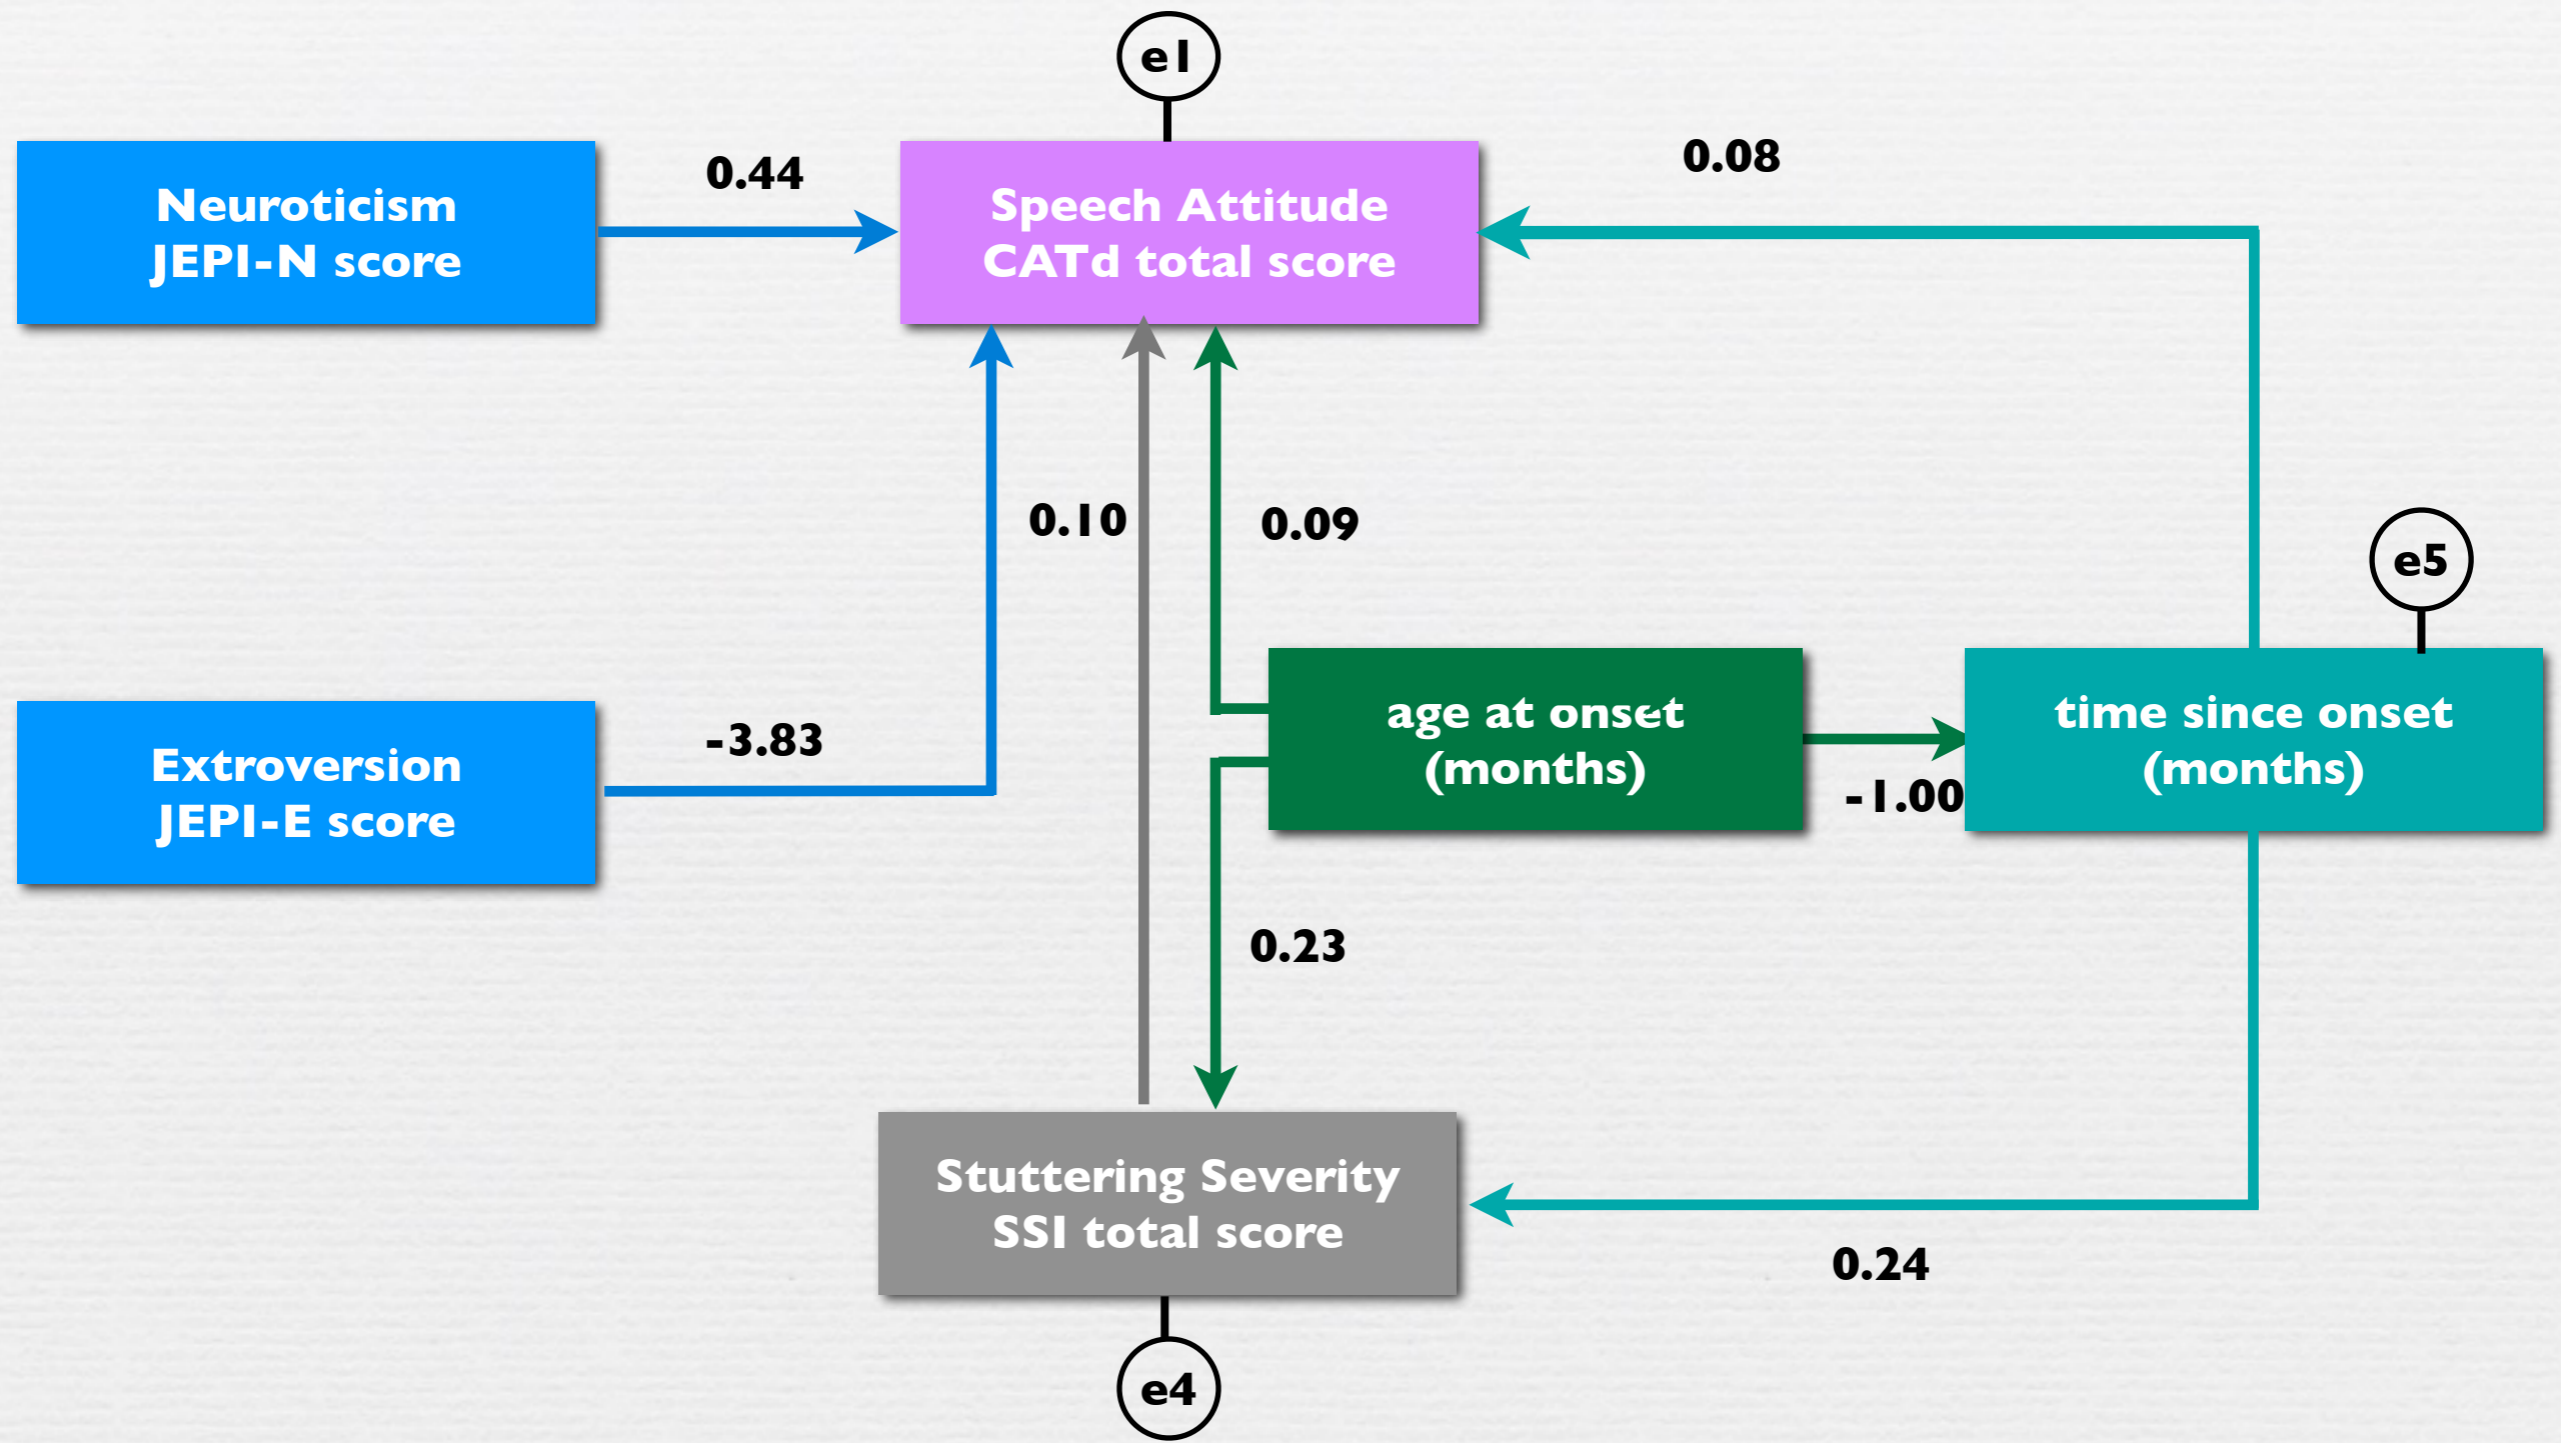 e1
Neuroticism
JEPI-N score
0.44
Speech Attitude
CATd total score
0.08
0.10
0.09
e5
Extroversion
JEPI-E score
-3.83
age at onset
(months)
-1.00
time since onset
(months)
0.23
Stuttering Severity
SSI total score
0.24
e4